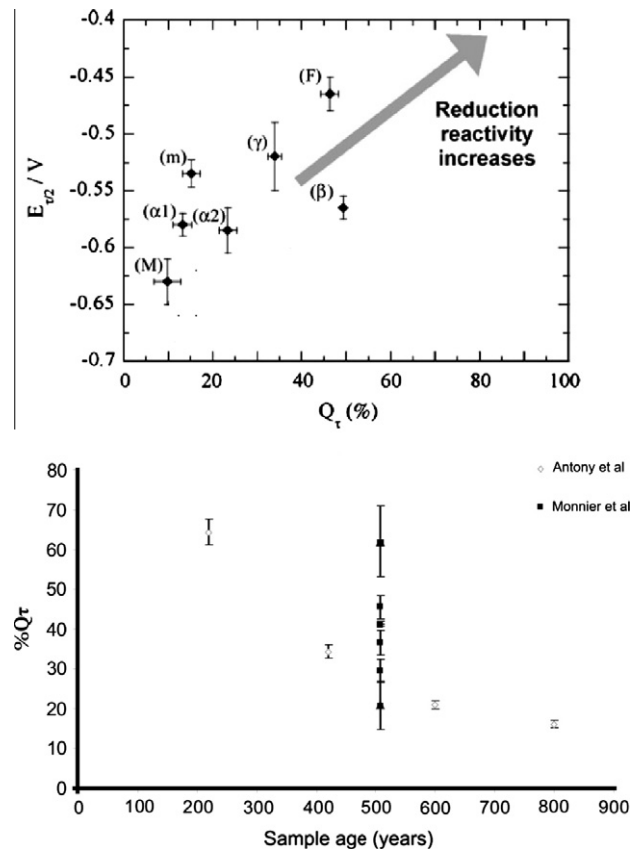 -0.4
-0.45
-0.5
-0.55
-0.6
-0.65
-0.7
E τ/2 / V
(F)
(γ)
(m)
(β)
(α1) (α2)
(M)
Reduction
reactivity
increases
0 20 40 60 80 100
Q τ (%)
80
70
60
50
40
30
20
10
0
%Qτ
Antony et al
Monnier et al
0 100 200 300 400 500 600 700 800 900
Sample age (years)